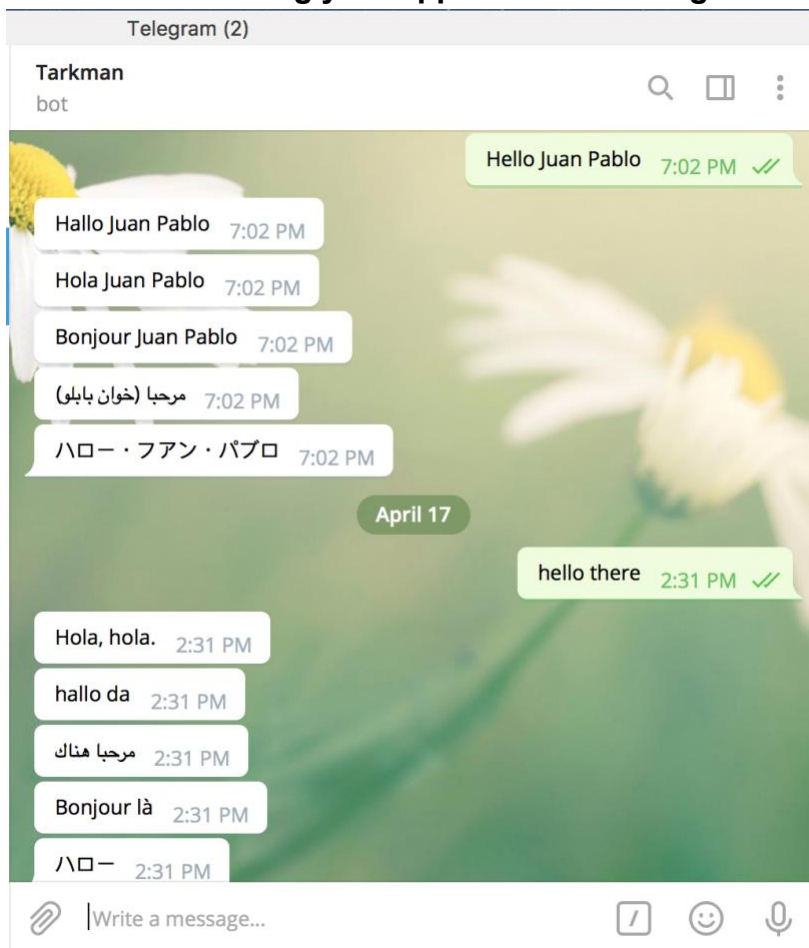 Telegram (2)
Tarkman
bot
Hello Juan Pablo 7:02 PM
Hallo Juan Pablo 7:02 PM
Hola Juan Pablo 7:02 PM
Bonjour Juan Pablo 7:02 PM
مرحبا (خوان بابلو) 7:02 PM
ハロー・フアン・パブロ 7:02 PM
April 17
hello there 2:31 PM
Hola, hola. 2:31 PM
hallo da 2:31 PM
مرحبا هناك 2:31 PM
Bonjour là 2:31 PM
ハロー 2:31 PM
Write a message...